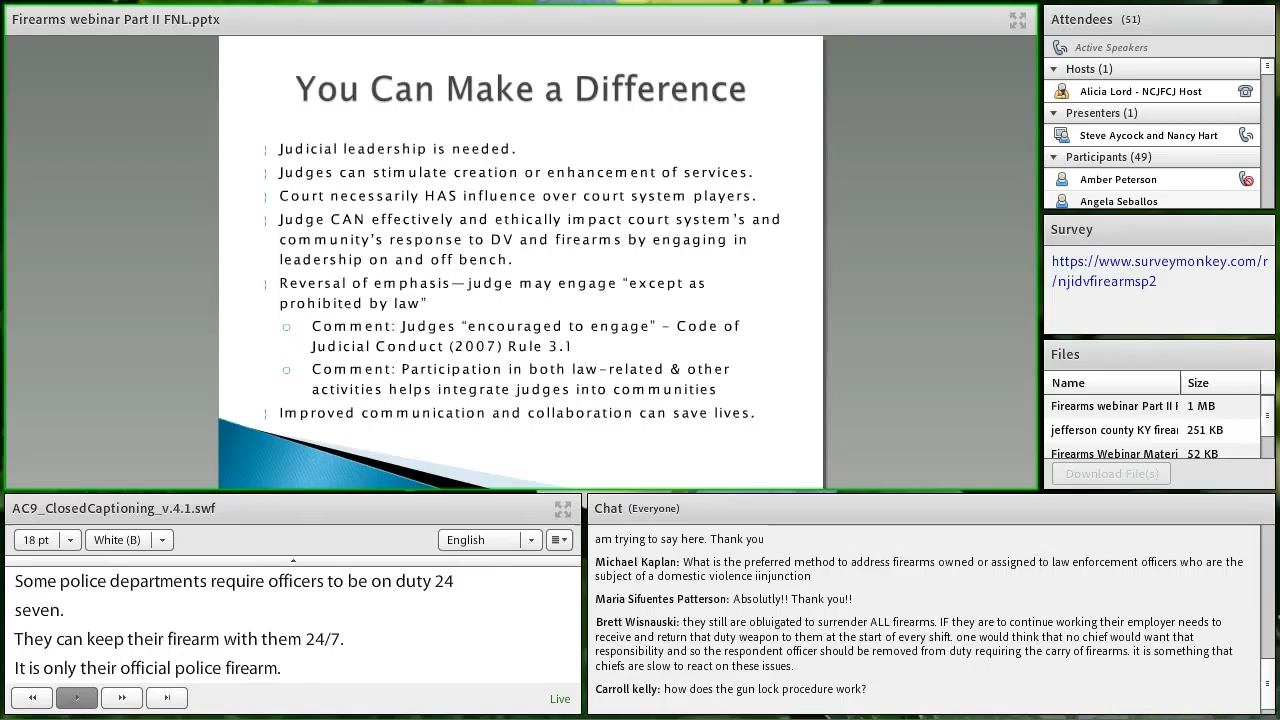 Firearms webinar Part II FNL.pptx
You Can Make a Difference
Judicial leadership is needed.
Judges can stimulate creation or enhancement of services.
Court necessarily HAS influence over court system players.
Judge CAN effectively and ethically impact court system's and
community's response to DV and firearms by engaging in
leadership on and off bench.
Reversal of emphasis—judge may engage "except as
prohibited by law"
o Comment: Judges "encouraged to engage" – Code of
Judicial Conduct (2007) Rule 3.1
o Comment: Participation in both law-related & other
activities helps integrate judges into communities
Improved communication and collaboration can save lives.
Attendees (51)
Active Speakers
Hosts (1)
Alicia Lord - NCJFCJ Host
Presenters (1)
Steve Aycock and Nancy Hart
Participants (49)
Amber Peterson
Angela Seballos
Survey
https://www.surveymonkey.com/r
/njidvfirearmsp2
Files
Name Size
Firearms webinar Part II F 1 MB
jefferson county KY firear 251 KB
Firearms Webinar Materi 52 KB
Download File(s)
AC9_ClosedCaptioning_v.4.1.swf
18 pt White (B) English
Some police departments require officers to be on duty 24
seven.
They can keep their firearm with them 24/7.
It is only their official police firearm.
Live
Chat (Everyone)
am trying to say here. Thank you
Michael Kaplan: What is the preferred method to address firearms owned or assigned to law enforcement officers who are the
subject of a domestic violence iinjunction
Maria Sifuentes Patterson: Absolutly!! Thank you!!
Brett Wisnauski: they still are obluigated to surrender ALL firearms. IF they are to continue working their employer needs to
receive and return that duty weapon to them at the start of every shift. one would think that no chief would want that
responsibility and so the respondent officer should be removed from duty requiring the carry of firearms. it is something that
chiefs are slow to react on these issues.
Carroll kelly: how does the gun lock procedure work?